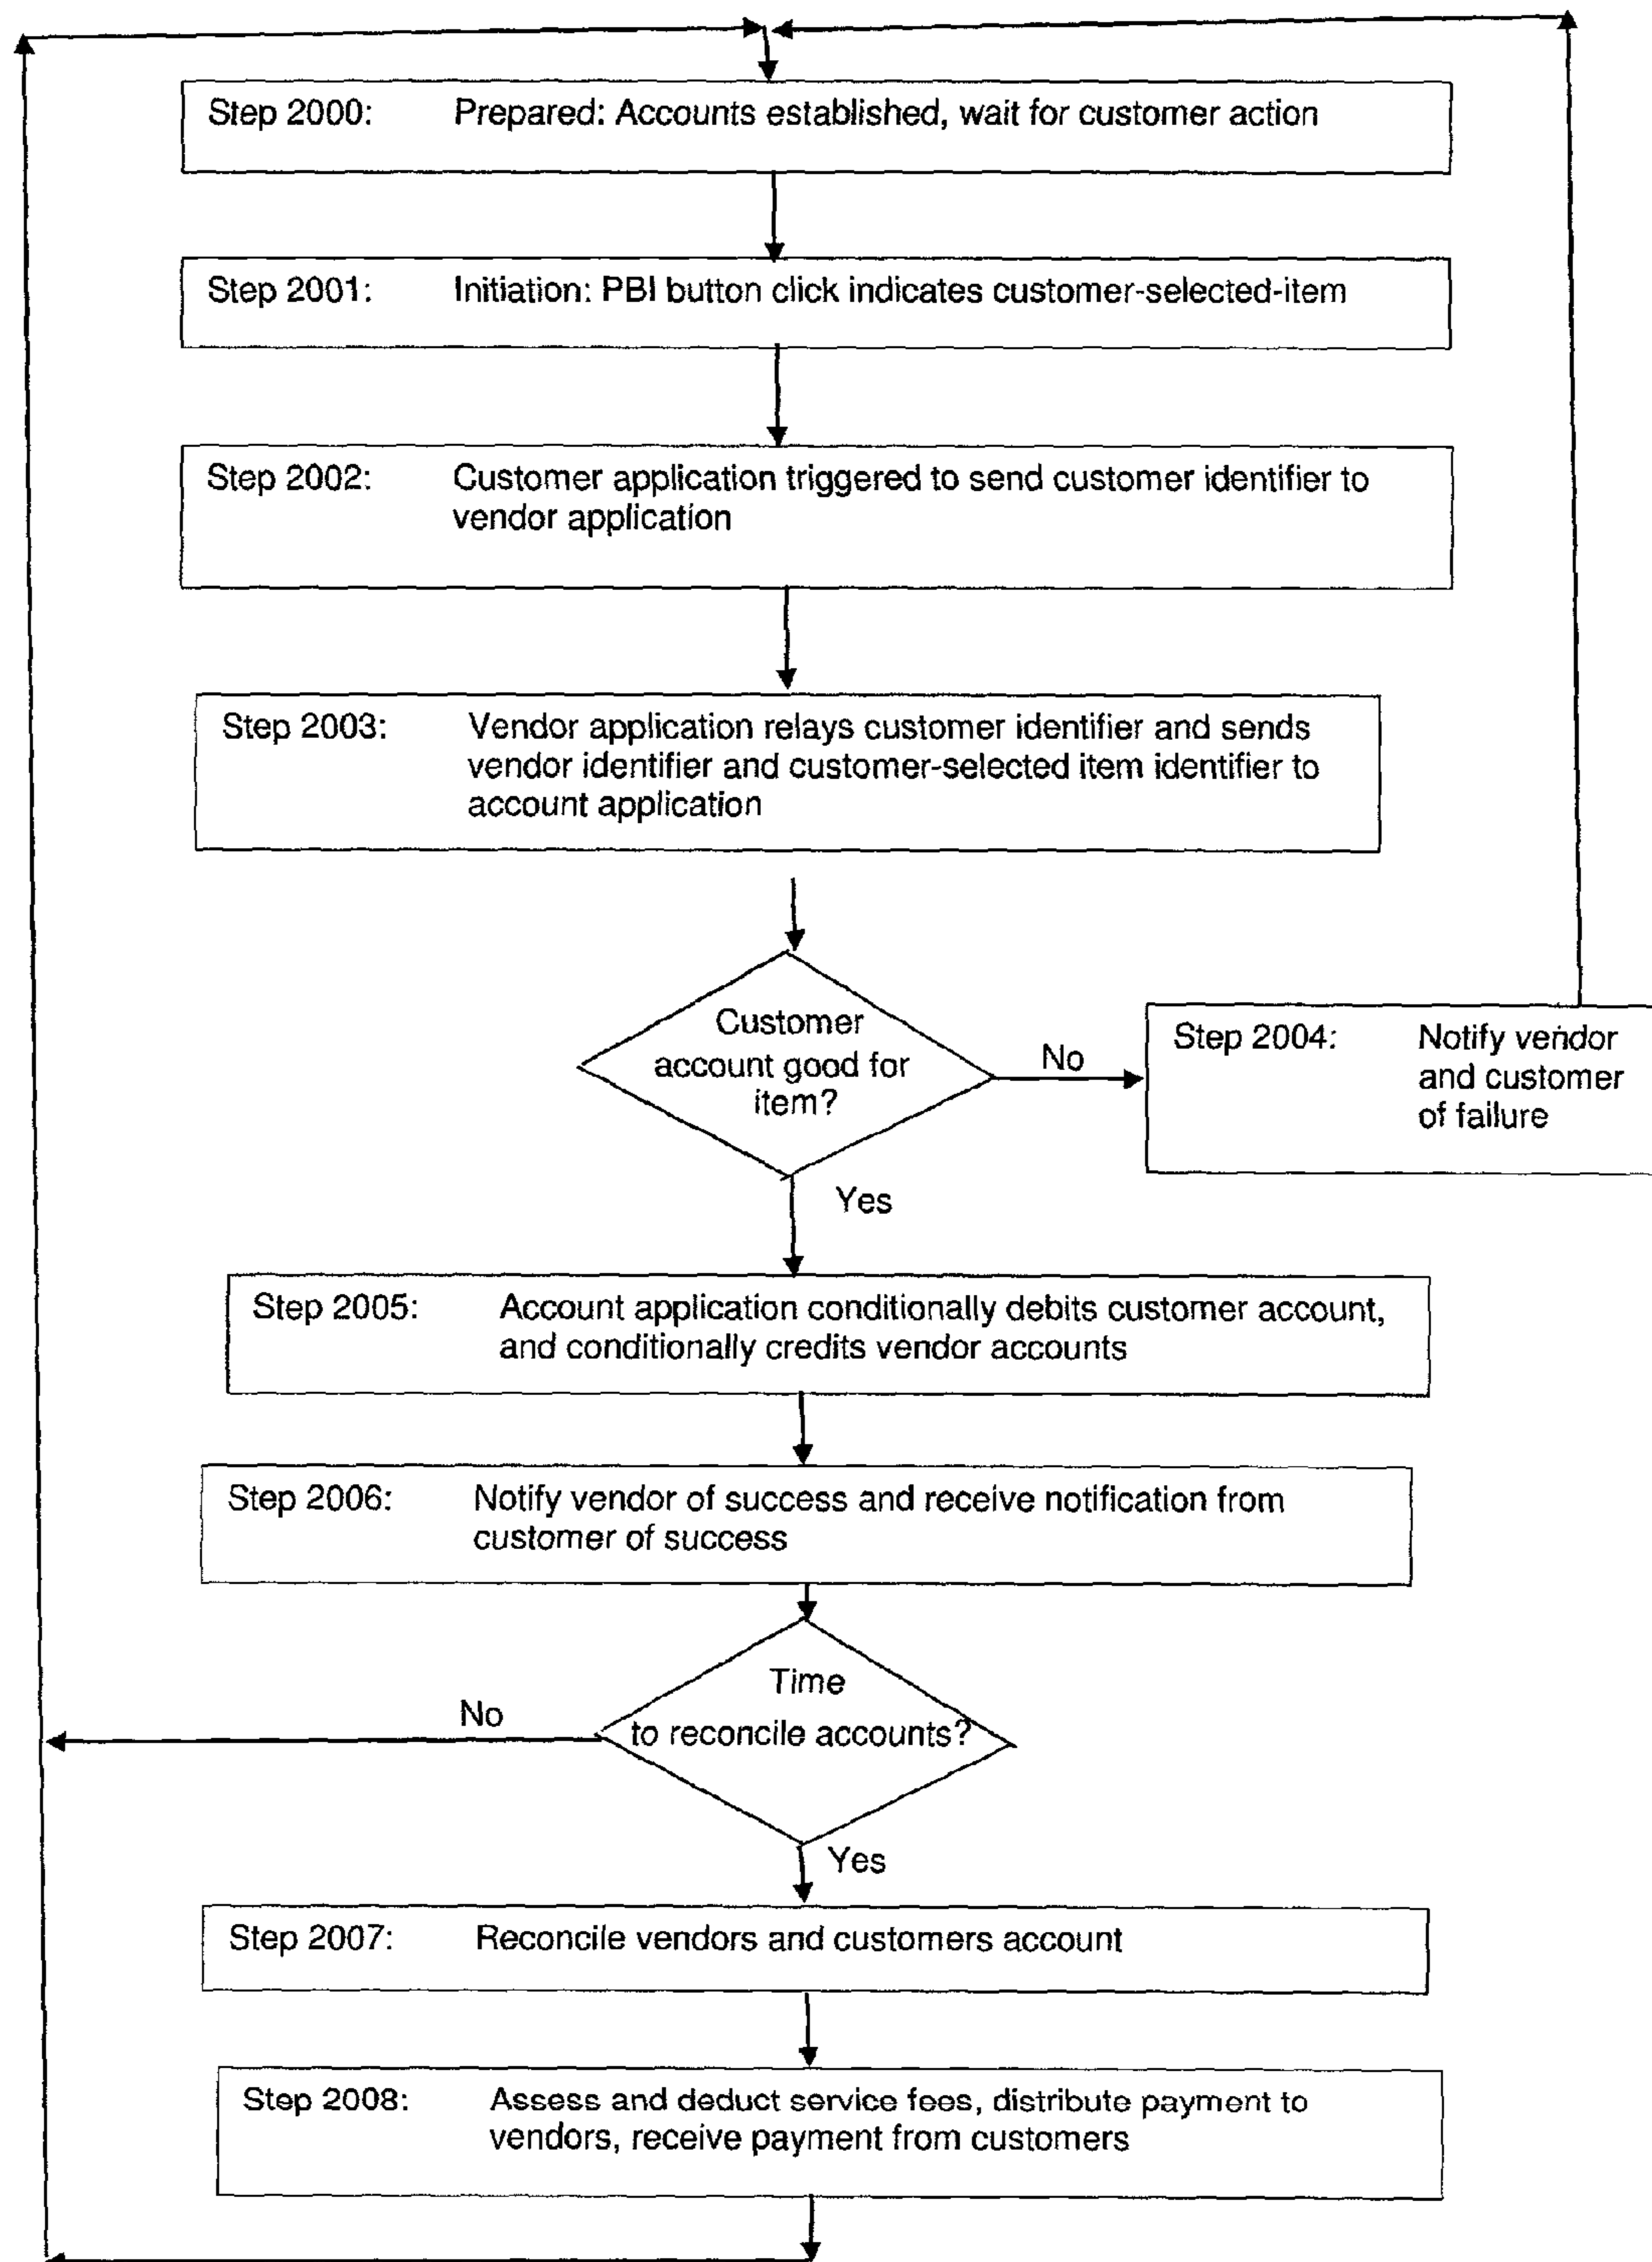 Step 2000: Prepared: Accounts established, wait for customer action
Step 2001: Initiation: PBI button click indicates customer-selected-item
Step 2002: Customer application triggered to send customer identifier to
vendor application
Step 2003: Vendor application relays customer identifier and sends
vendor identifier and customer-selected item identifier to
account application
Customer
account good for
item?
No
Step 2004: Notify vendor
and customer
of failure
Yes
Step 2005: Account application conditionally debits customer account,
and conditionally credits vendor accounts
Step 2006: Notify vendor of success and receive notification from
customer of success
Time
to reconcile accounts?
No
Yes
Step 2007: Reconcile vendors and customers account
Step 2008: Assess and deduct service fees, distribute payment to
vendors, receive payment from customers